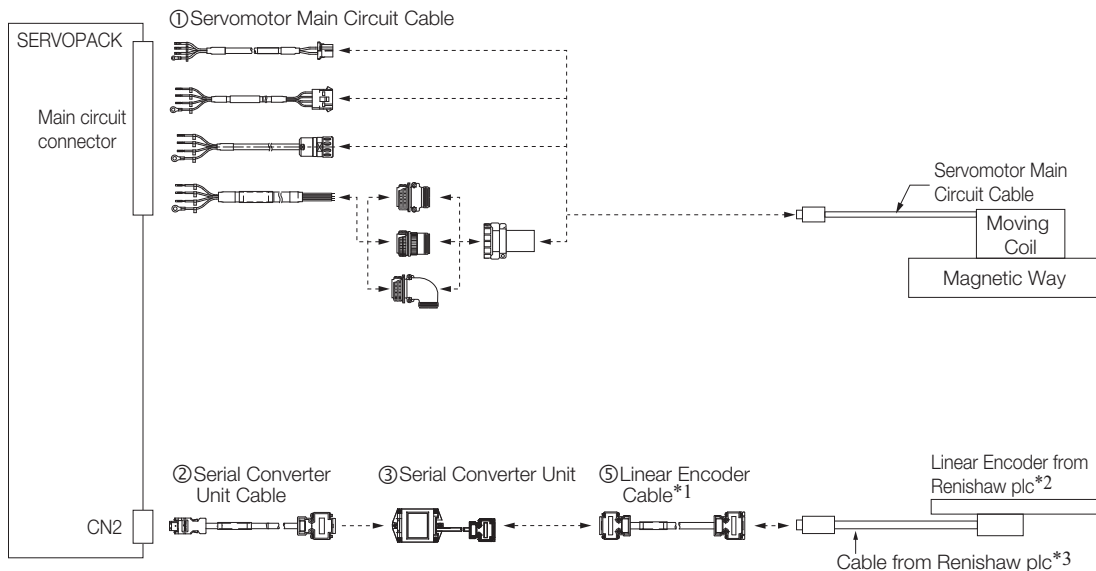 ①Servomotor Main Circuit Cable
SERVOPACK
Main circuit
connector
Servomotor Main
Circuit Cable
Moving
Coil
Magnetic Way
②Serial Converter
Unit Cable
③Serial Converter Unit
⑤Linear Encoder
Cable*1
Linear Encoder from
Renishaw plc*2
CN2
Cable from Renishaw plc*3